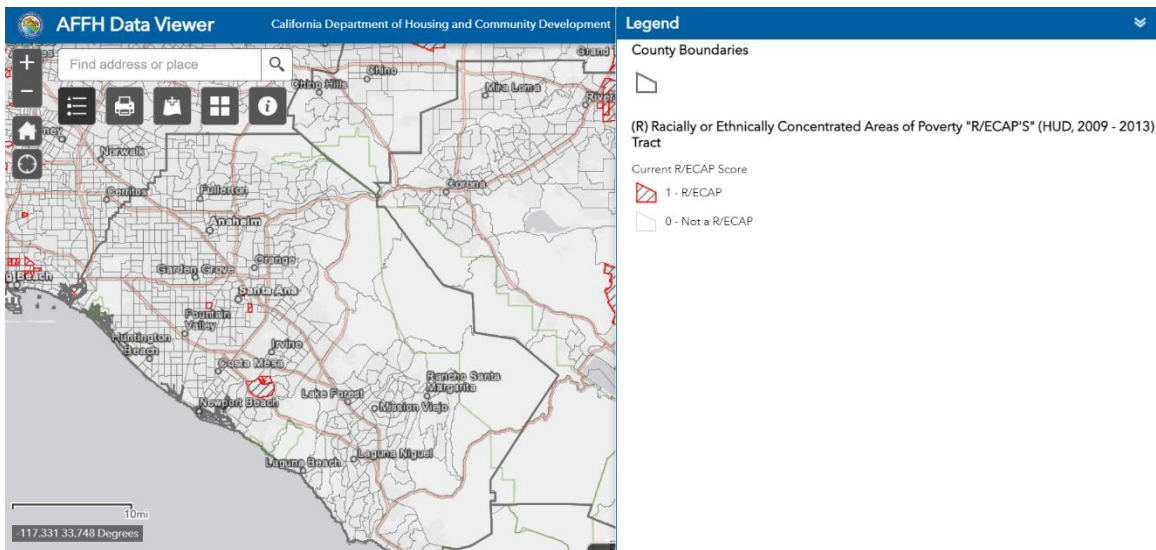 AFFH Data Viewer
California Department of Housing and Community Development
Find address or place
Grand
Chino
Chino Hills
Mira Loma
River
Norwalk
Cerritos
Fullerton
Corona
Anaheim
Orange
Garden Grove
Beach
Santa Ana
Fountain
Valley
Huntington
Beach
Irvine
Costa Mesa
Rancho Santa
Margarita
Newport Beach
Lake Forest
Mission Viejo
Laguna Beach
Laguna Niguel
10mi
-117.331 33.748 Degrees
Legend
County Boundaries
(R) Racially or Ethnically Concentrated Areas of Poverty "R/ECAP'S" (HUD, 2009 - 2013)
Tract
Current R/ECAP Score
1 - R/ECAP
0 - Not a R/ECAP